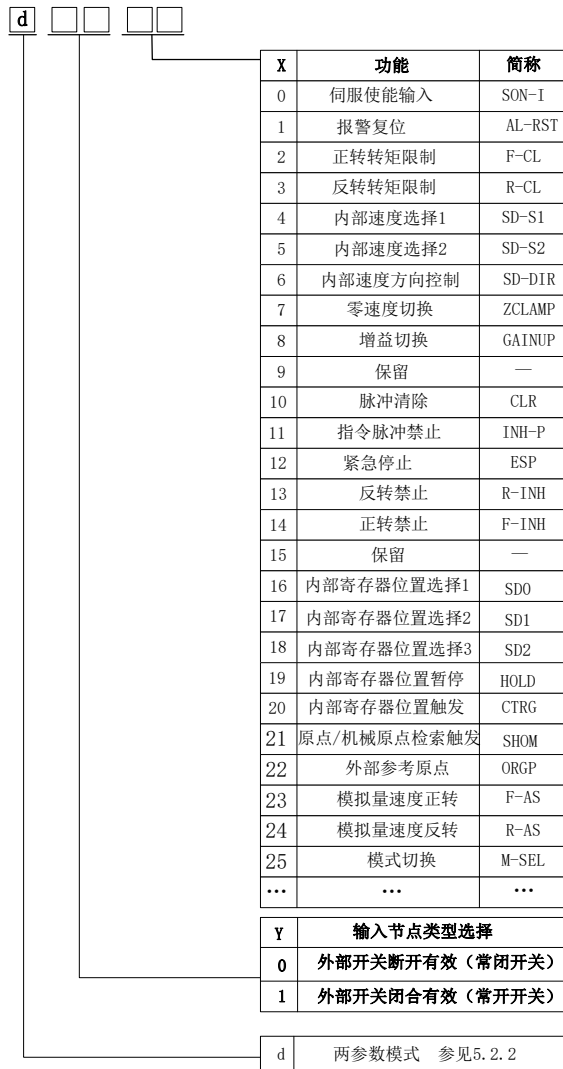 d □□ □□
X 功能 简称
0 伺服使能输入 SON-I
1 报警复位 AL-RST
2 正转转矩限制 F-CL
3 反转转矩限制 R-CL
4 内部速度选择1 SD-S1
5 内部速度选择2 SD-S2
6 内部速度方向控制 SD-DIR
7 零速度切换 ZCLAMP
8 增益切换 GAINUP
9 保留 —
10 脉冲清除 CLR
11 指令脉冲禁止 INH-P
12 紧急停止 ESP
13 反转禁止 R-INH
14 正转禁止 F-INH
15 保留 —
16 内部寄存器位置选择1 SD0
17 内部寄存器位置选择2 SD1
18 内部寄存器位置选择3 SD2
19 内部寄存器位置暂停 HOLD
20 内部寄存器位置触发 CTRG
21 原点/机械原点检索触发 SHOM
22 外部参考原点 ORGP
23 模拟量速度正转 F-AS
24 模拟量速度反转 R-AS
25 模式切换 M-SEL
… … …
Y 输入节点类型选择
0 外部开关断开有效（常闭开关）
1 外部开关闭合有效（常开开关）
d 两参数模式 参见5.2.2